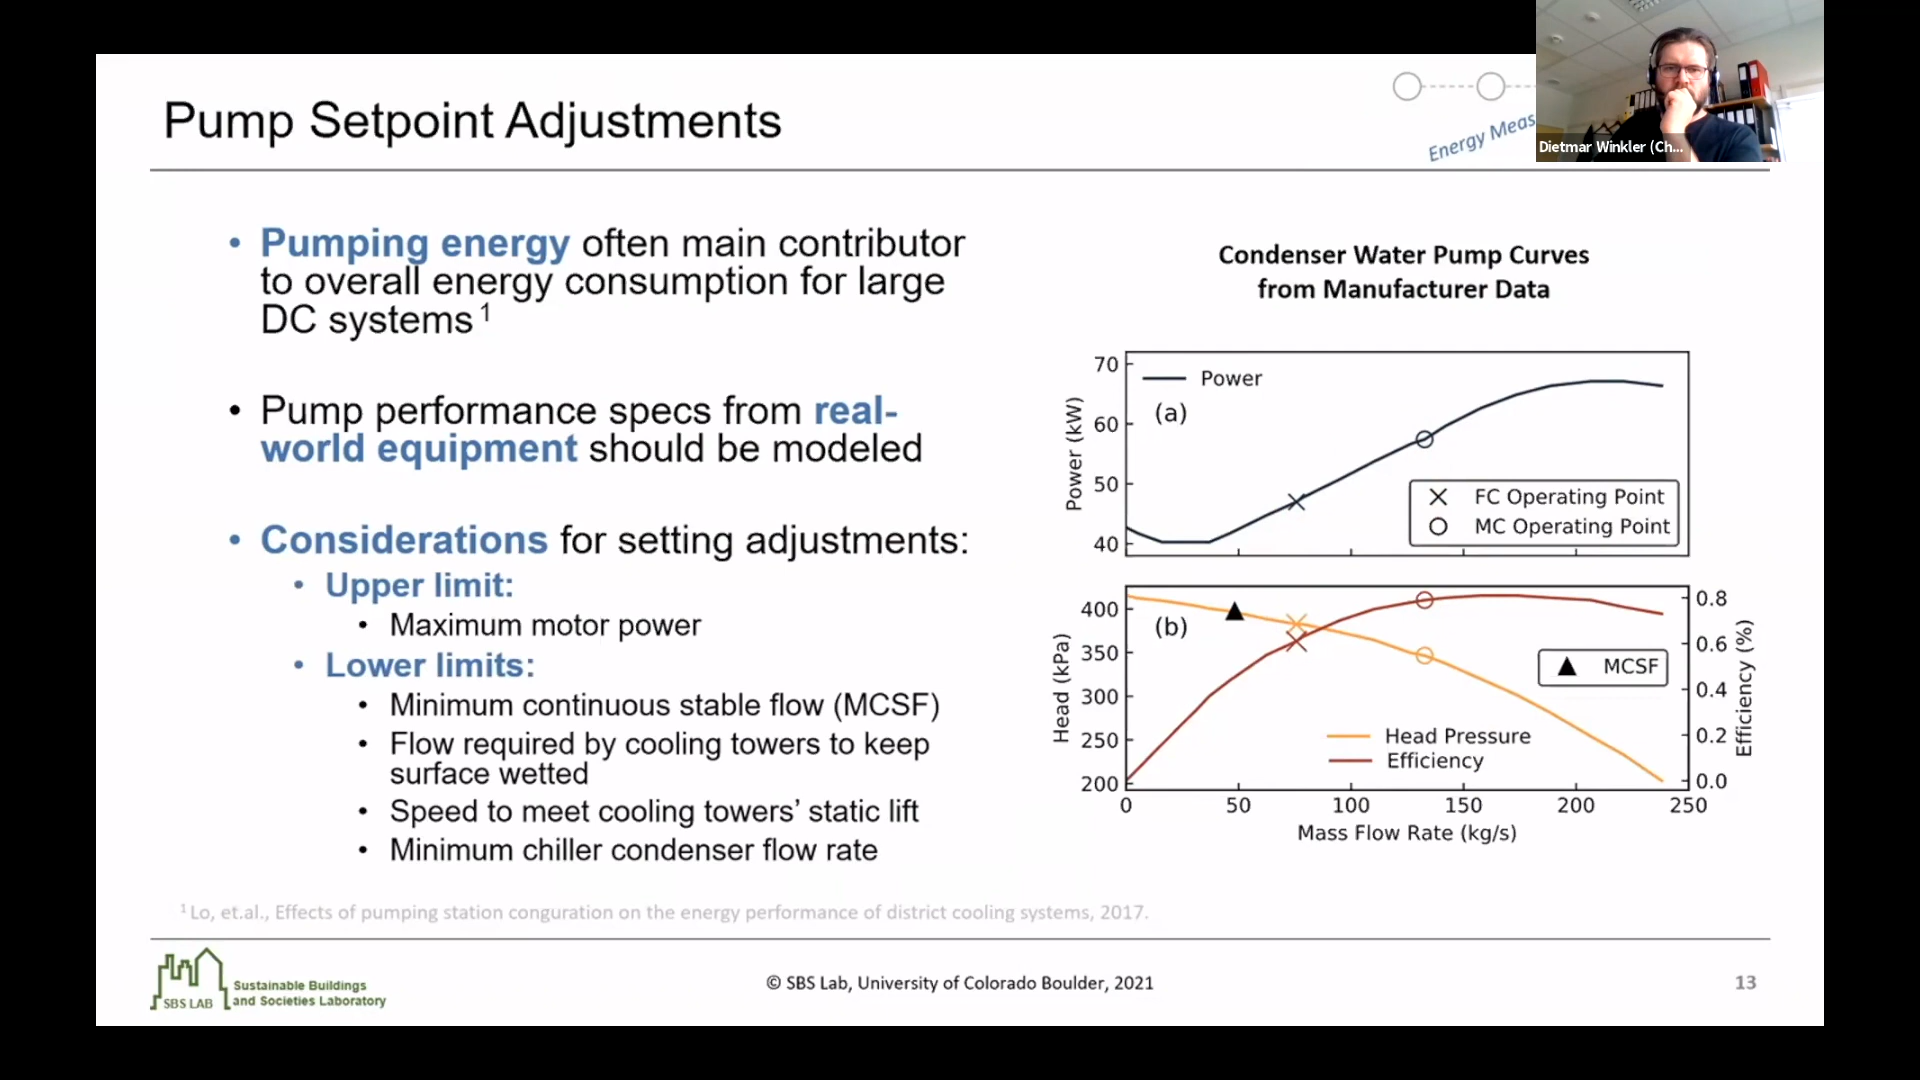 Pump Setpoint Adjustments
Energy Meas
Dietmar Winkler (Ch...
• Pumping energy often main contributor
to overall energy consumption for large
DC systems 1
• Pump performance specs from real-
world equipment should be modeled
• Considerations for setting adjustments:
• Upper limit:
• Maximum motor power
• Lower limits:
• Minimum continuous stable flow (MCSF)
• Flow required by cooling towers to keep
surface wetted
• Speed to meet cooling towers’ static lift
• Minimum chiller condenser flow rate
Condenser Water Pump Curves
from Manufacturer Data
Power (kW)
70
60
50
40
Power
(a)
FC Operating Point
MC Operating Point
Head (kPa)
400
350
300
250
200
(b)
MCSF
Head Pressure
Efficiency
0.8
0.6
0.4
0.2
0.0
Efficiency (%)
0 50 100 150 200 250
Mass Flow Rate (kg/s)
1 Lo, et.al., Effects of pumping station conguration on the energy performance of district cooling systems, 2017.
SBS LAB
Sustainable Buildings
and Societies Laboratory
© SBS Lab, University of Colorado Boulder, 2021
13